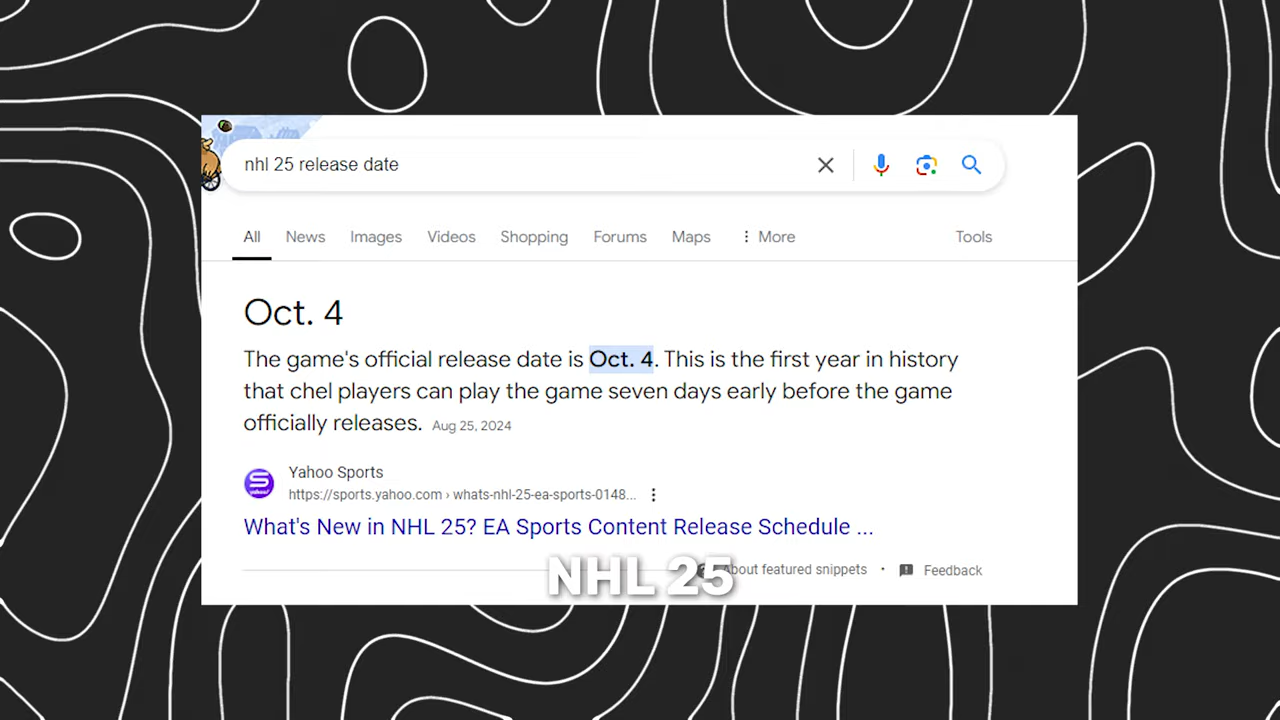 nhl 25 release date
All News Images Videos Shopping Forums Maps More Tools
Oct. 4
The game's official release date is Oct. 4. This is the first year in history
that chel players can play the game seven days early before the game
officially releases. Aug 25, 2024
Yahoo Sports
https://sports.yahoo.com › whats-nhl-25-ea-sports-0148...
What's New in NHL 25? EA Sports Content Release Schedule ...
About featured snippets • Feedback
NHL 25